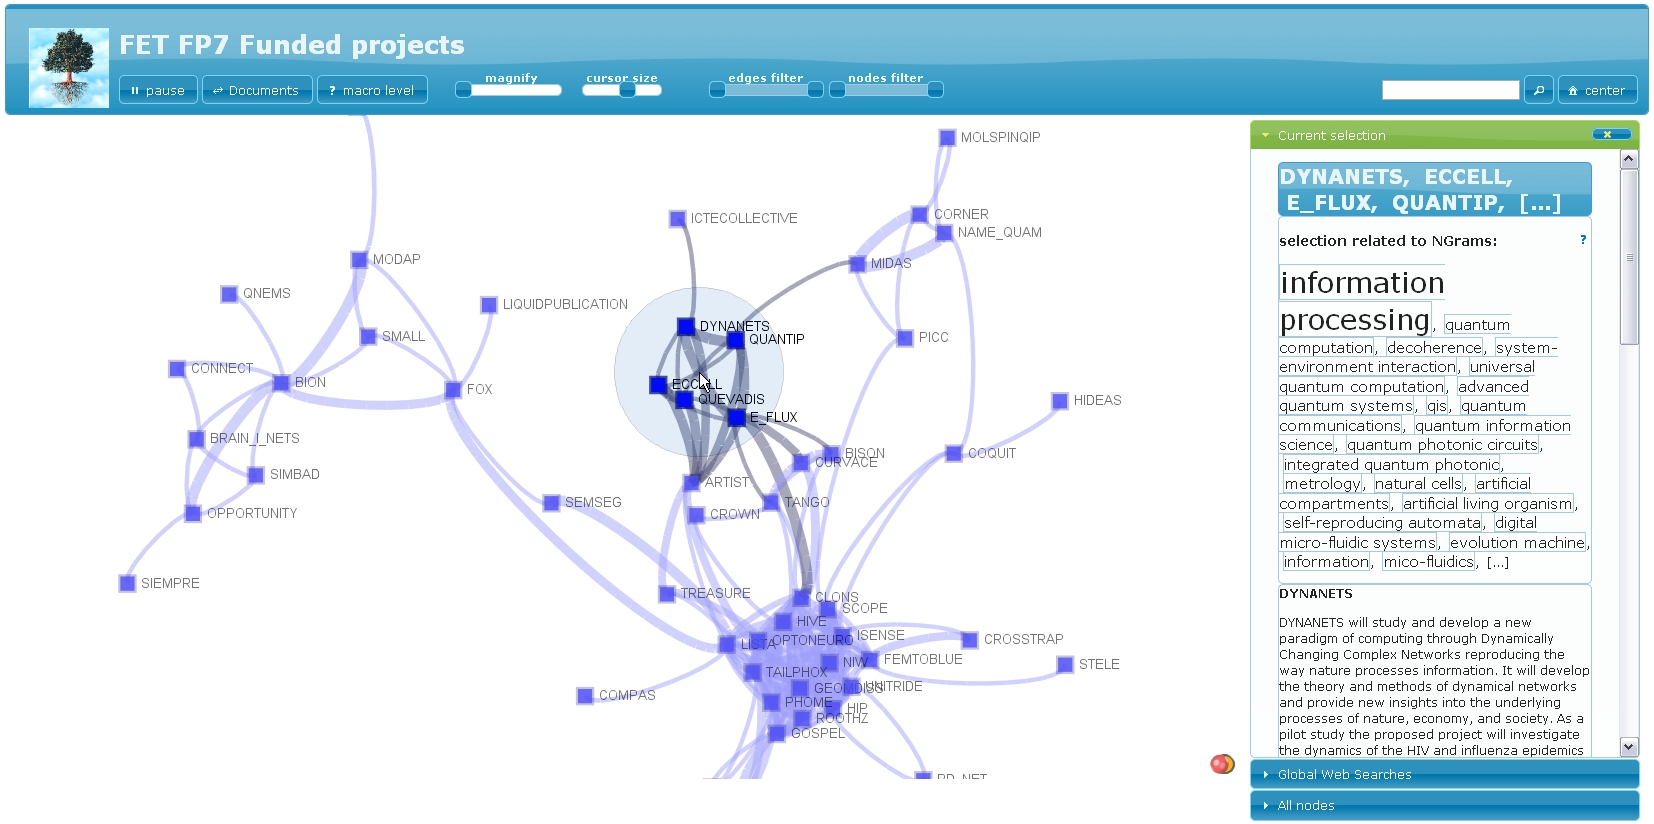 FET FP7 Funded projects
pause
Documents
? macro level
magnify
cursor size
edges filter
nodes filter
center
MOLSPINQIP
ICTECOLLECTIVE
CORNER
NAME_QUAM
MODAP
MIDAS
QNEMS
LIQUIDPUBLICATION
DYNANETS
SMALL
QUANTIP
PICC
CONNECT
BION
ECCELL
FOX
QUEVADIS
HIDEAS
E_FLUX
BRAIN_I_NETS
BISON
COQUIT
CURVACE
SIMBAD
ARTIST
SEMSEG
TANGO
OPPORTUNITY
CROWN
SIEMPRE
TREASURE
CLONS
SCOPE
HIVE
ISENSE
OPTONEURO
CROSSTRAP
LISTA
NIW
FEMTOBLUE
STELE
TAILPHOX
GEOMDISS
UNITRIDE
COMPAS
PHOME
HIP
ROOTHZ
GOSPEL
Current selection
DYNANETS, ECCELL,
E_FLUX, QUANTIP, [...]
selection related to NGrams: ?
information
processing, quantum
computation, decoherence, system-
environment interaction, universal
quantum computation, advanced
quantum systems, qis, quantum
communications, quantum information
science, quantum photonic circuits,
integrated quantum photonic,
metrology, natural cells, artificial
compartments, artificial living organism,
self-reproducing automata, digital
micro-fluidic systems, evolution machine,
information, mico-fluidics, [...]
DYNANETS
DYNANETS will study and develop a new
paradigm of computing through Dynamically
Changing Complex Networks reproducing the
way nature processes information. It will develop
the theory and methods of dynamical networks
and provide new insights into the underlying
processes of nature, economy, and society. As a
pilot study the proposed project will investigate
the dynamics of the HIV and influenza epidemics
Global Web Searches
All nodes